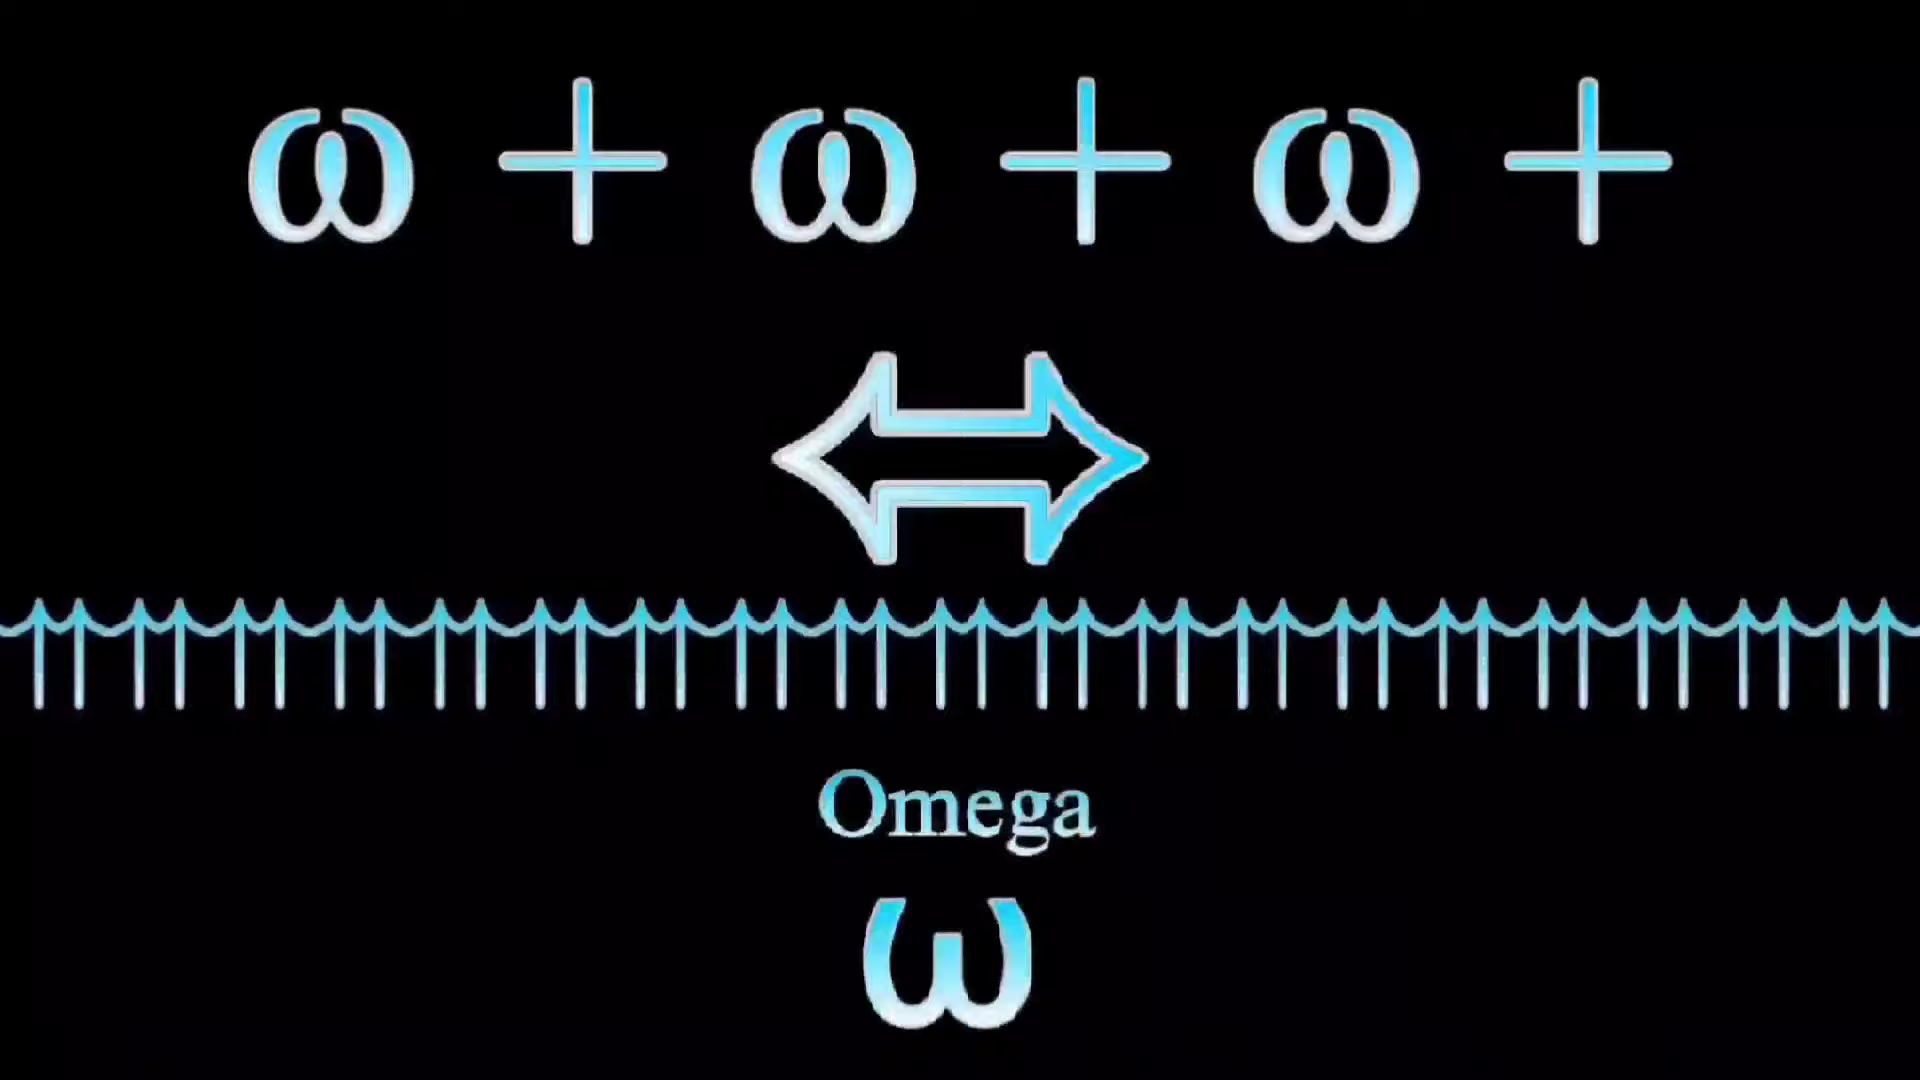 ω + ω + ω +
⇔
Omega
ω